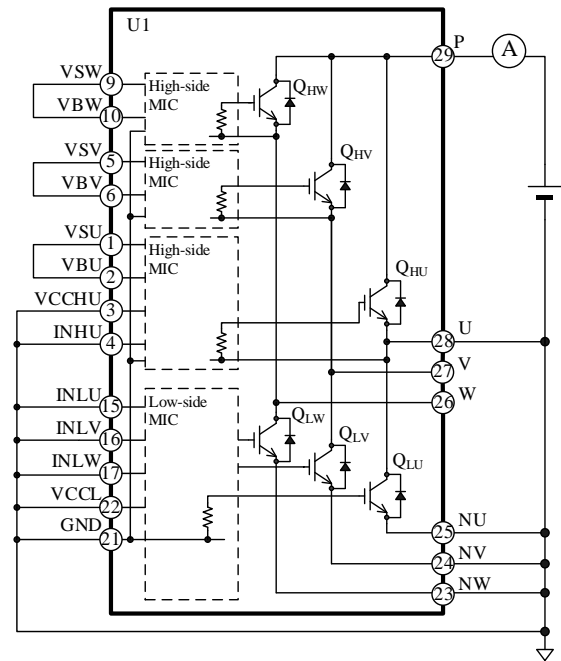 U1
29
P
A
VSW
9
High-side
MIC
QHW
VBW
10
VSV
5
High-side
MIC
QHV
VBV
6
VSU
1
High-side
MIC
VBU
2
QHU
VCCHU
3
INHU
4
28
U
27
V
26
W
INLU
15
Low-side
MIC
INLV
16
QLW
QLV
INLW
17
QLU
VCCL
22
GND
21
25
NU
24
NV
23
NW